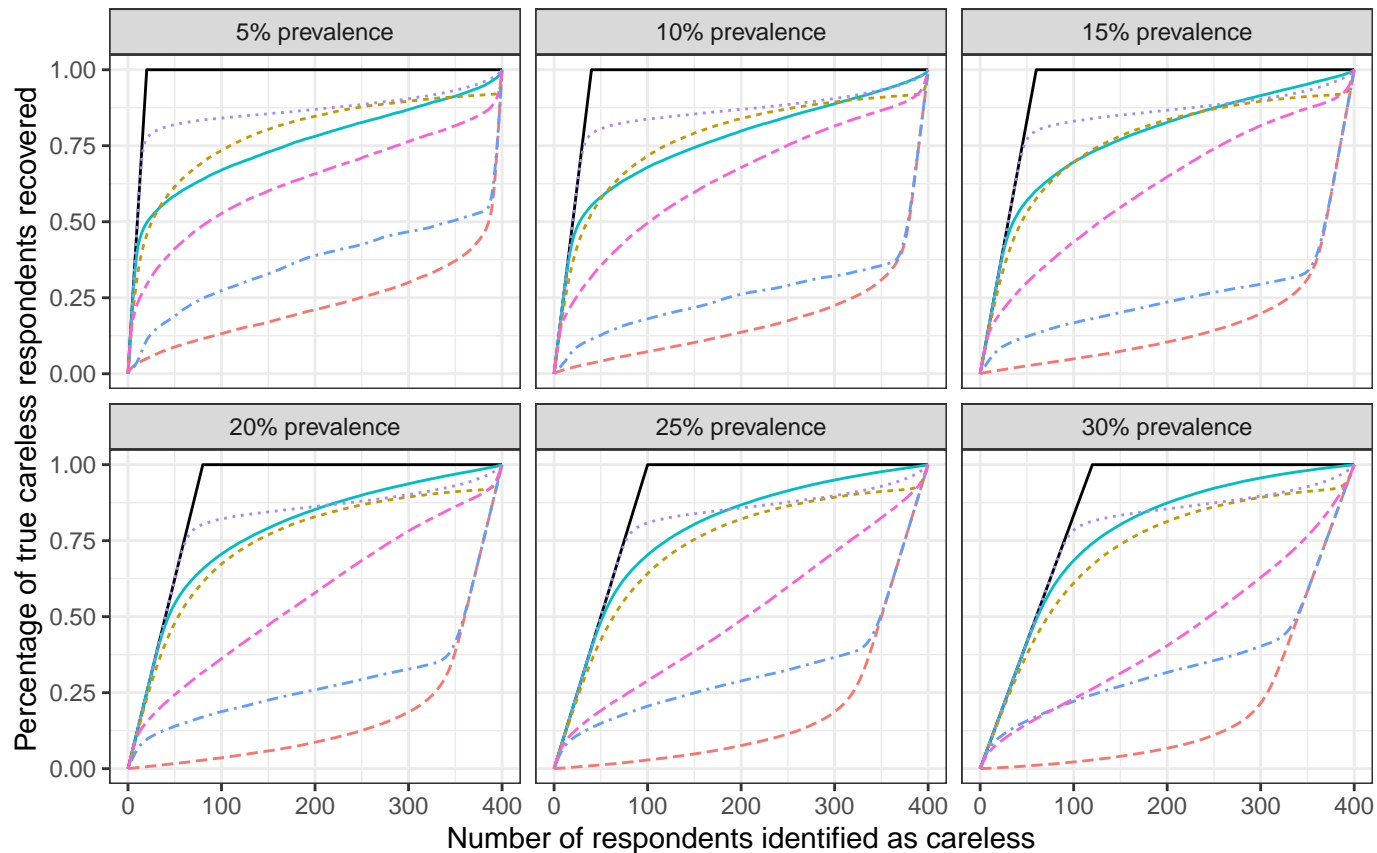 5% prevalence
10% prevalence
15% prevalence
1.00
0.75
0.50
0.25
0.00
20% prevalence
25% prevalence
30% prevalence
1.00
0.75
0.50
0.25
0.00
0 100 200 300 400
0 100 200 300 400
0 100 200 300 400
Number of respondents identified as careless
Percentage of true careless respondents recovered